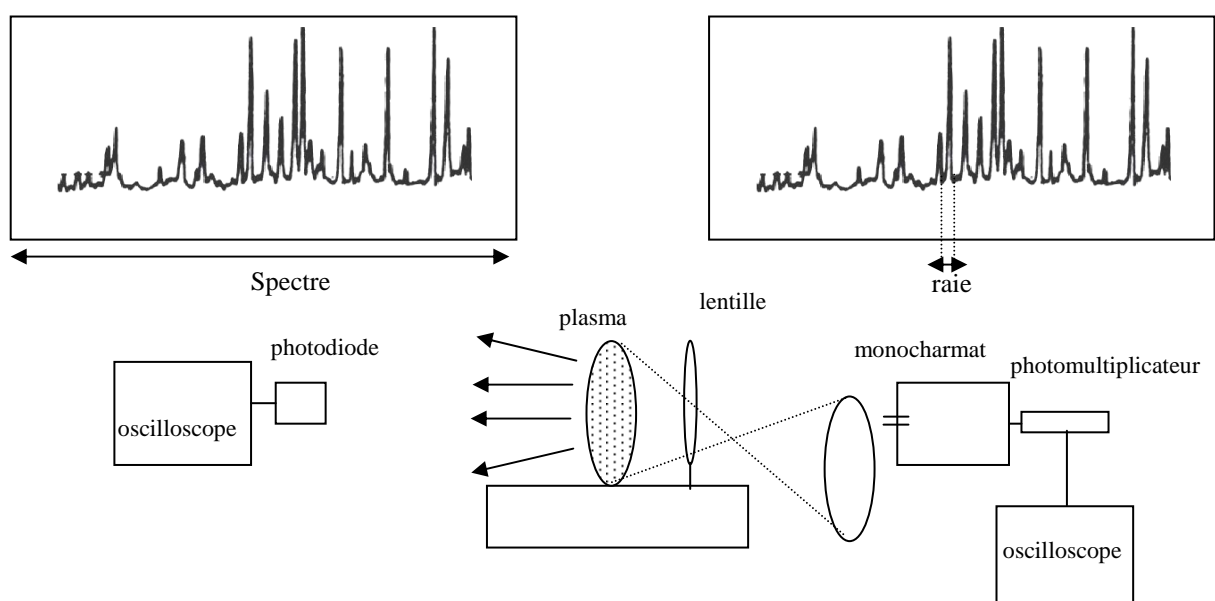 Spectre
raie
lentille
plasma
photodiode
monocharmat
photomultiplicateur
oscilloscope
oscilloscope